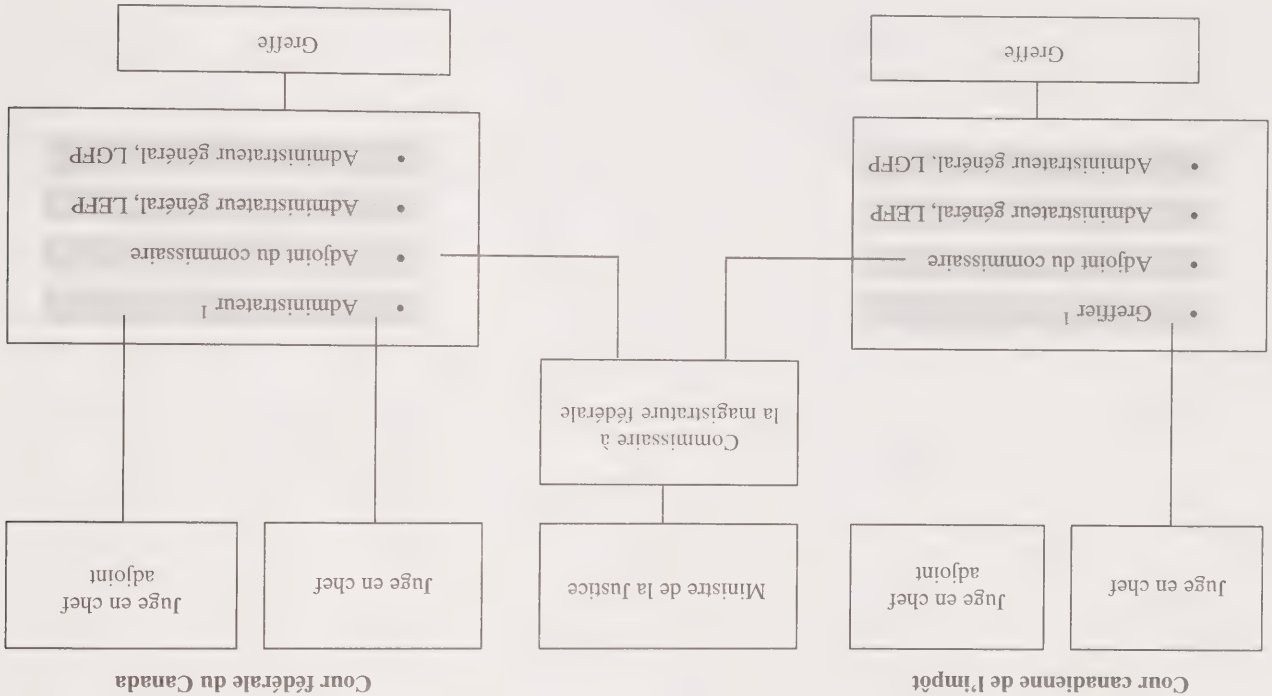 Cour canadienne de l'impôt
Cour fédérale du Canada
Juge en chef
Juge en chef
adjoint
Ministre de la Justice
Juge en chef
Juge en chef
adjoint
Commissaire à
la magistrature fédérale
• Greffier 1
• Adjoint du commissaire
• Administrateur général, LEFP
• Administrateur général. LGFP
• Administrateur 1
• Adjoint du commissaire
• Administrateur général, LEFP
• Administrateur général, LGFP
Greffe
Greffe